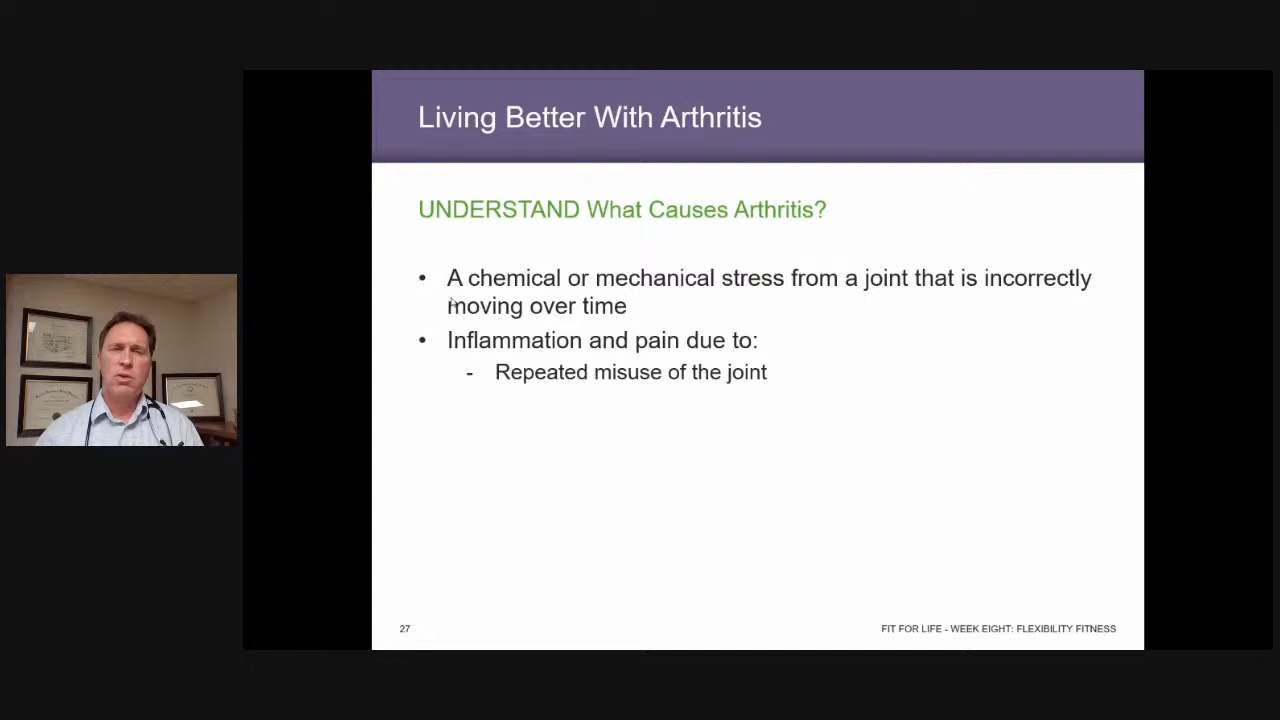 Living Better With Arthritis
UNDERSTAND What Causes Arthritis?
• A chemical or mechanical stress from a joint that is incorrectly
moving over time
• Inflammation and pain due to:
- Repeated misuse of the joint
27
FIT FOR LIFE - WEEK EIGHT: FLEXIBILITY FITNESS